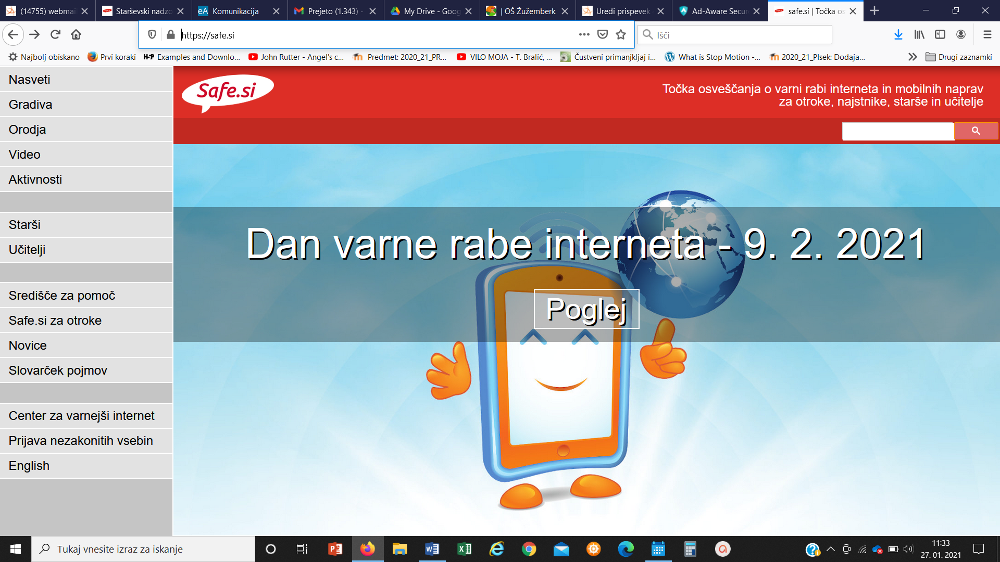 (14755) webmai
Starševski nadzo
Komunikacija
Prejeto (1.343) -
My Drive - Goog
| OŠ Žužemberk
Uredi prispevek
Ad-Aware Secur
safe.si | Točka os
https://safe.si
Išči
Najbolj obiskano
Prvi koraki
Examples and Downlo...
John Rutter - Angel's c...
Predmet: 2020_21_PR...
VILO MOJA - T. Bralić, ...
Čustveni primanjkljaj i...
What is Stop Motion -...
2020_21_PIsek: Dodaja...
Drugi zaznamki
Nasveti
Gradiva
Orodja
Video
Aktivnosti
Starši
Učitelji
Središče za pomoč
Safe.si za otroke
Novice
Slovarček pojmov
Center za varnejši internet
Prijava nezakonitih vsebin
English
Safe.si
Točka osveščanja o varni rabi interneta in mobilnih naprav
za otroke, najstnike, starše in učitelje
Dan varne rabe interneta - 9. 2. 2021
Poglej
Tukaj vnesite izraz za iskanje
11:33
27. 01. 2021